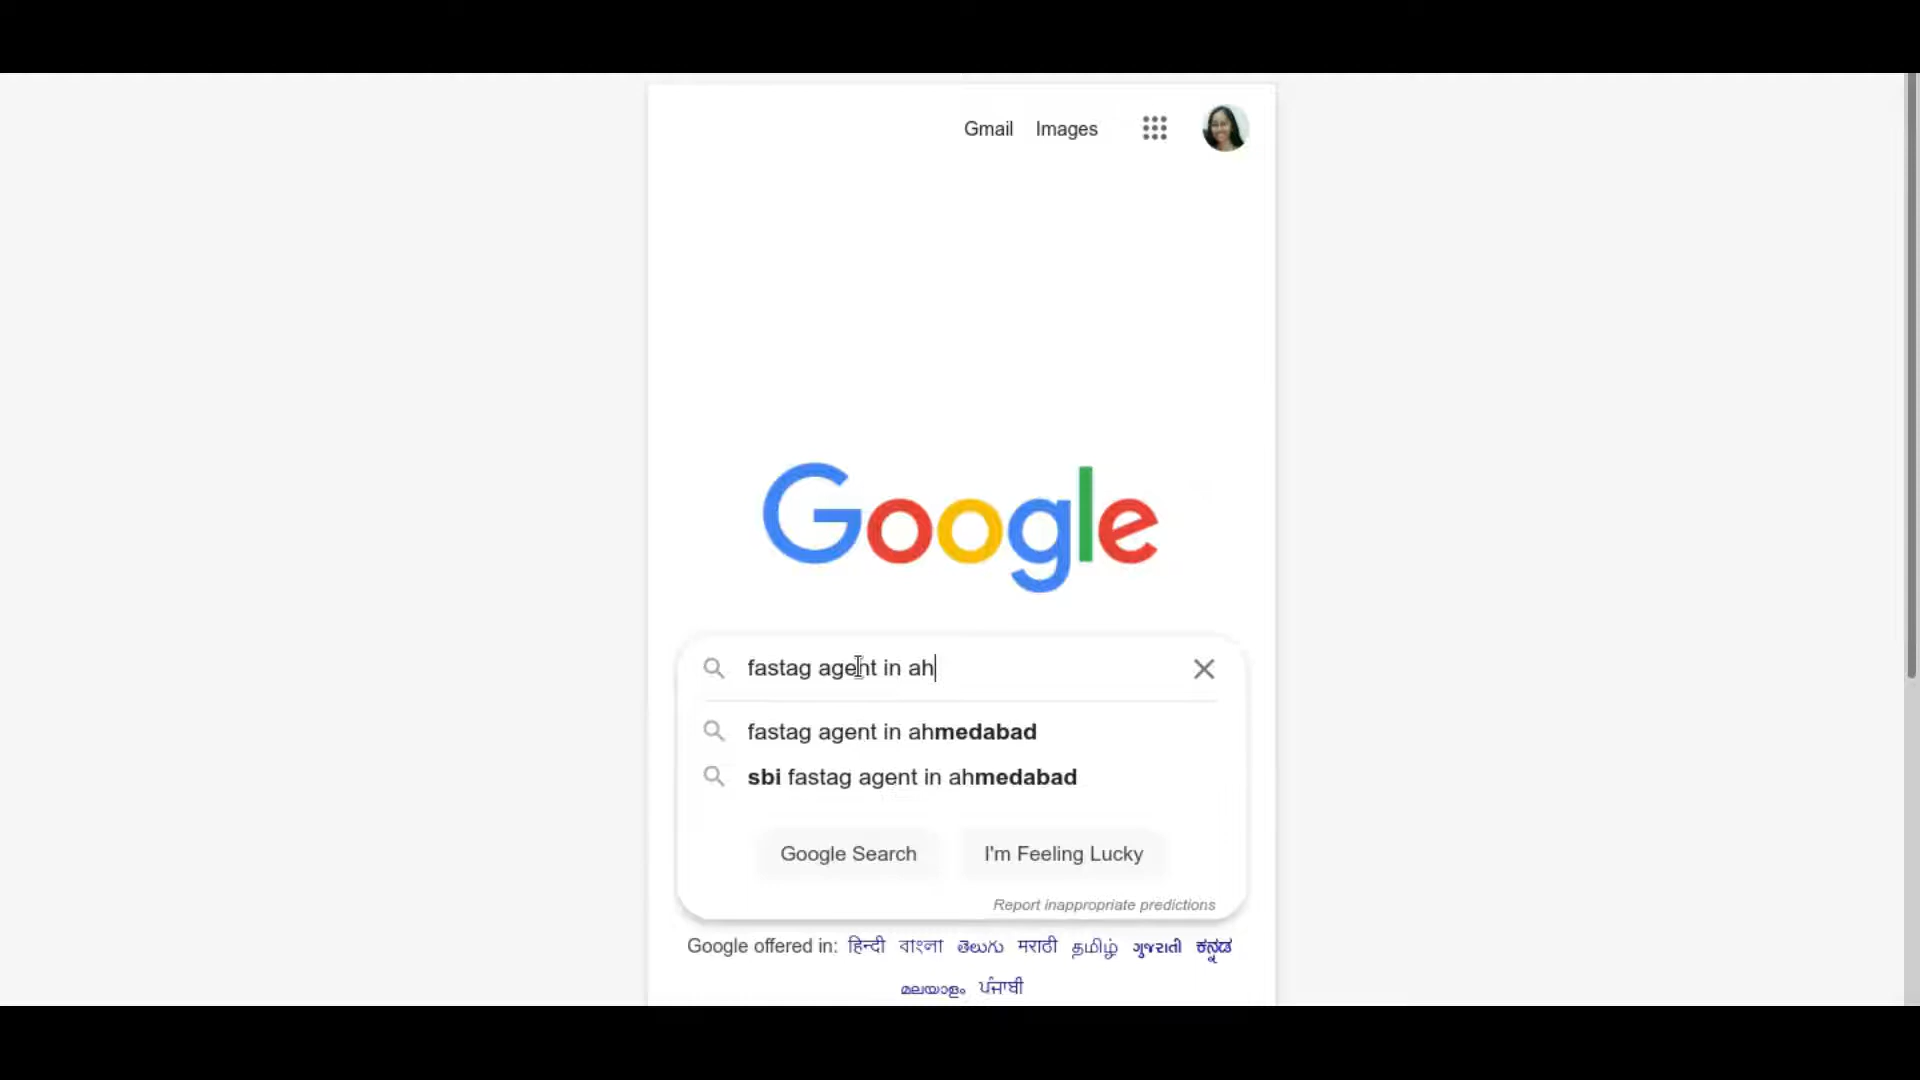 Gmail Images
Google
fastag agent in ah
fastag agent in ahmedabad
sbi fastag agent in ahmedabad
Google Search I'm Feeling Lucky
Report inappropriate predictions
Google offered in: हिन्दी বাংলা తెలుగు मराठी தமிழ் ગુજરાતી ಕನ್ನಡ
മലയാളം ਪੰਜਾਬੀ